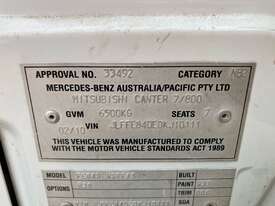 APPROVAL NO. 33492 CATEGORY
MERCEDES-BENZ AUSTRALIA/PACIFIC PTY LTD
MITSUBISHI CANTER 7/800
GVM 6500KG SEATS 7
02/10 VIN
THIS VEHICLE WAS MANUFACTURED TO COMPLY
WITH THE MOTOR VEHICLE STANDARDS ACT 1989
MODEL BUILT
OPTIONS PAINT
TRIM